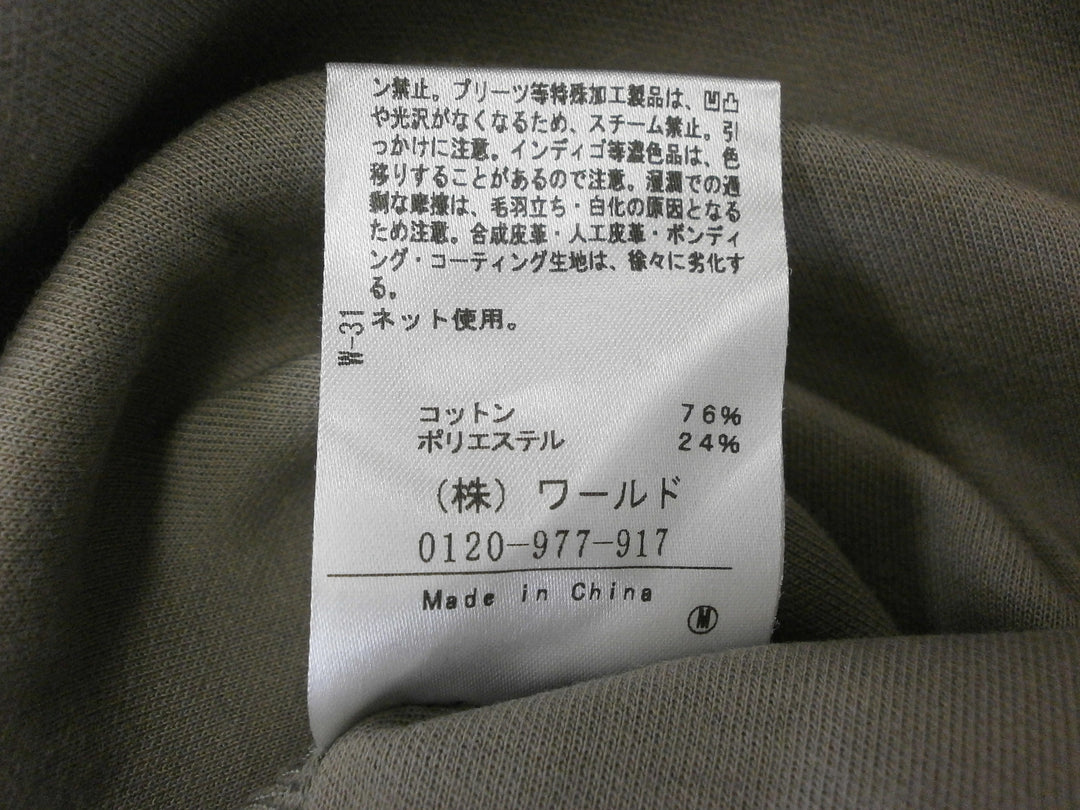 ン禁止。プリーツ等特殊加工製品は、凹凸
や光沢がなくなるため、スチーム禁止。引
っかけに注意。インディゴ等濃色品は、色
移りすることがあるので注意。湿潤での過
剰な摩擦は、毛羽立ち・白化の原因となる
ため注意。合成皮革・人工皮革・ボンディ
ング・コーティング生地は、徐々に劣化す
る。
ネット使用。
W-31
コットン 76%
ポリエステル 24%
（株）ワールド
0120-977-917
Made in China
Ⓜ